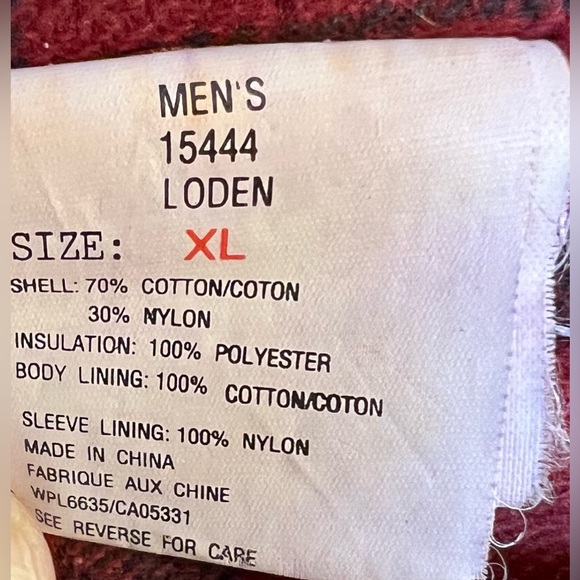 MEN'S
15444
LODEN
SIZE: XL
SHELL: 70% COTTON/COTON
30% NYLON
INSULATION: 100% POLYESTER
BODY LINING: 100% COTTON/COTON
SLEEVE LINING: 100% NYLON
MADE IN CHINA
FABRIQUE AUX CHINE
WPL6635/CA05331
SEE REVERSE FOR CARE